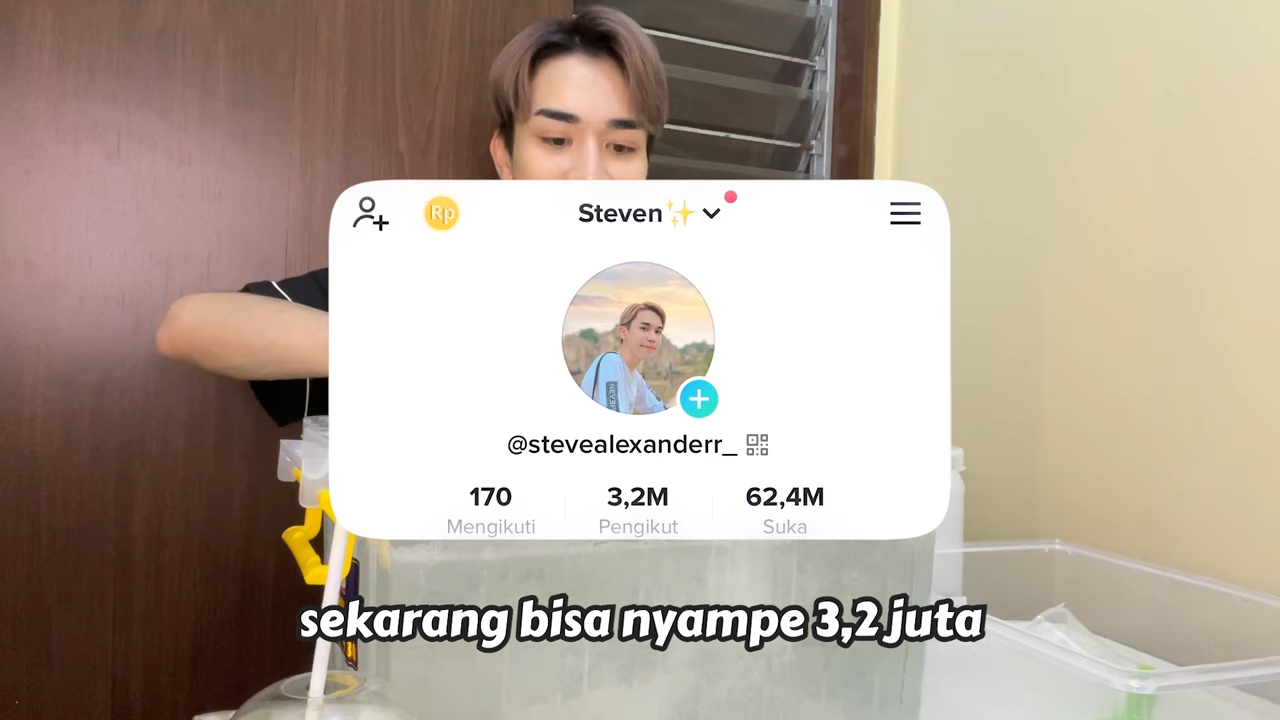 Rp
Steven✨
@stevealexanderr_
170 3,2M 62,4M
Mengikuti Pengikut Suka
sekarang bisa nyampe 3,2 juta